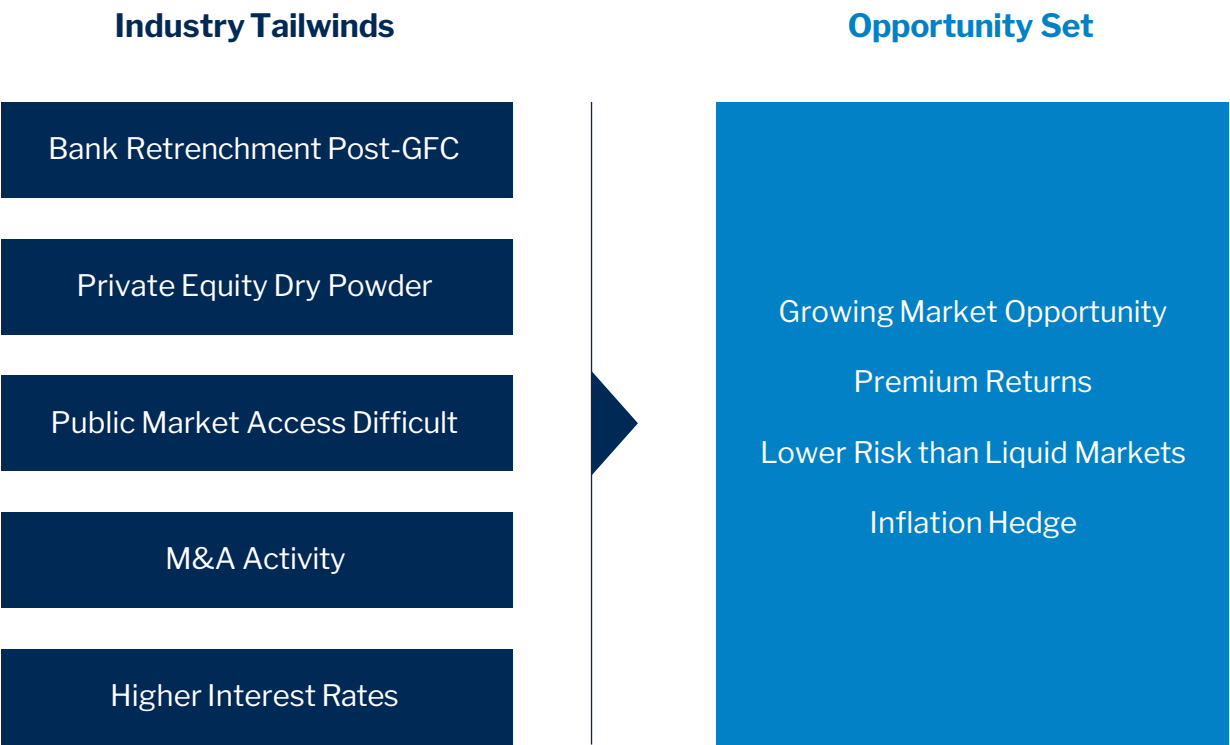 Industry Tailwinds
Bank Retrenchment Post-GFC
Private Equity Dry Powder
Public Market Access Difficult
M&A Activity
Higher Interest Rates
Opportunity Set
Growing Market Opportunity
Premium Returns
Lower Risk than Liquid Markets
Inflation Hedge